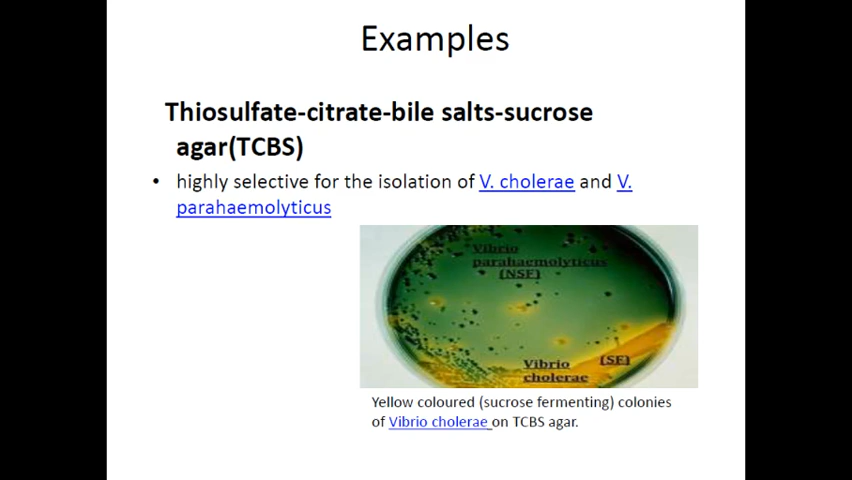 Examples
Thiosulfate-citrate-bile salts-sucrose
agar(TCBS)
• highly selective for the isolation of V. cholerae and V.
parahaemolyticus
Vibrio
parahaemolyticus
(NSF)
Vibrio (SF)
cholerae
Yellow coloured (sucrose fermenting) colonies
of Vibrio cholerae on TCBS agar.